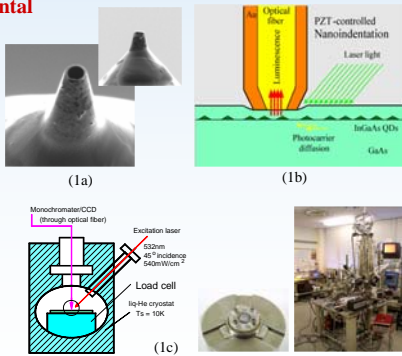 ntal
(1a)
Au
Optical
fiber
Luminescence
PZT-controlled
Nanoindentation
Laser light
Photocarrier
diffusion
InGaAs QDs
GaAs
(1b)
Monochromater/CCD
(through optical fiber)
Excitation laser
532nm
45° incidence
540mW/cm²
Load cell
liq-He cryostat
Ts = 10K
(1c)